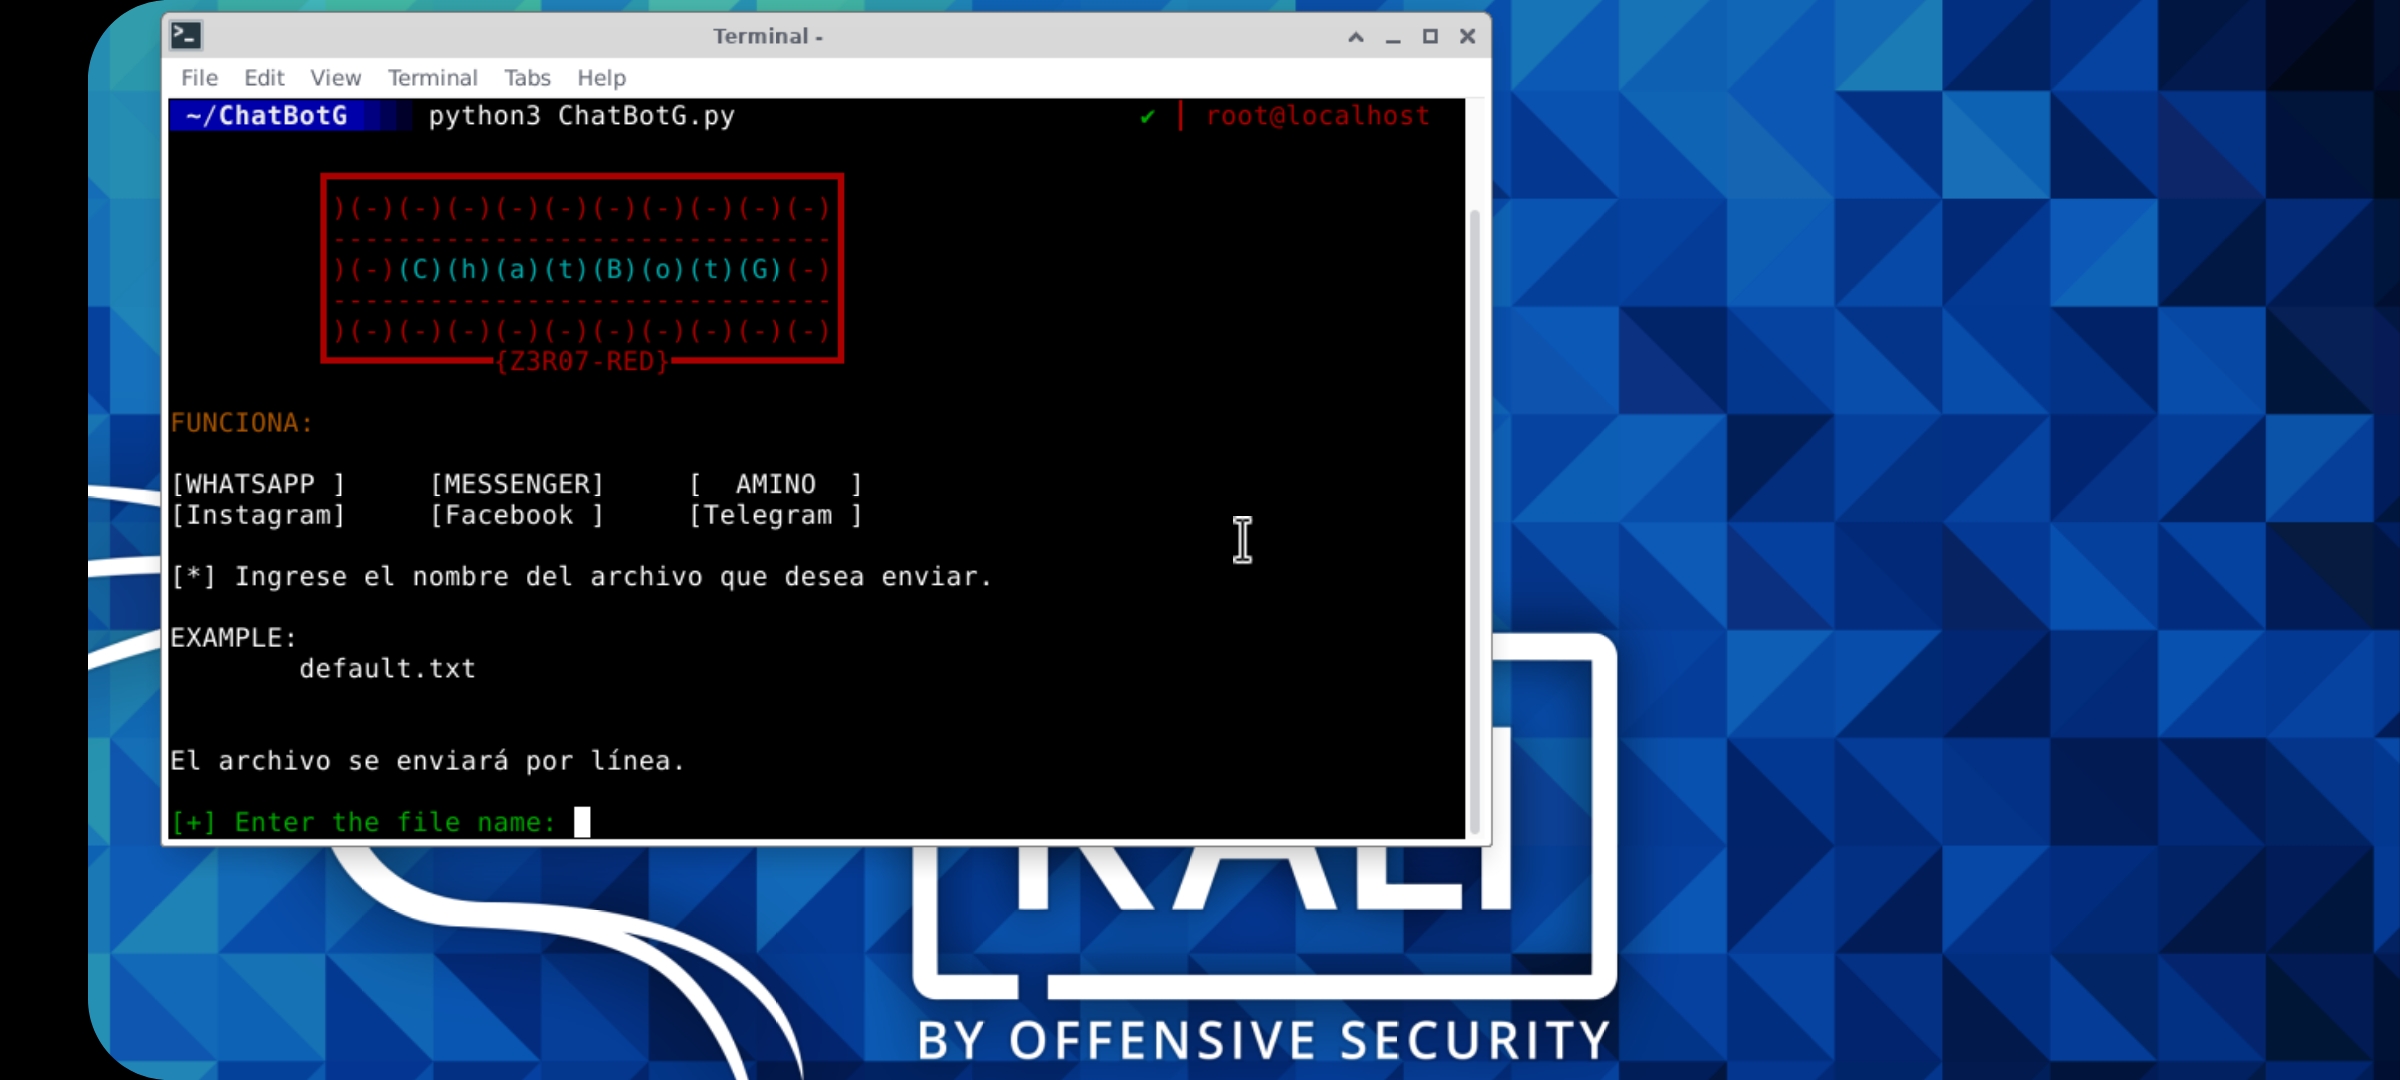 Terminal -
File Edit View Terminal Tabs Help
~/ChatBotG python3 ChatBotG.py ✔ | root@localhost
)(-)(-)(-)(-)(-)(-)(-)(-)(-)(-)
-------------------------------
)(-)(C)(h)(a)(t)(B)(o)(t)(G)(-)
-------------------------------
)(-)(-)(-)(-)(-)(-)(-)(-)(-)(-)
{Z3R07-RED}
FUNCIONA:
[WHATSAPP ] [MESSENGER] [ AMINO ]
[Instagram] [Facebook ] [Telegram ]
[*] Ingrese el nombre del archivo que desea enviar.
EXAMPLE:
default.txt
El archivo se enviará por línea.
[+] Enter the file name:
KALI
BY OFFENSIVE SECURITY